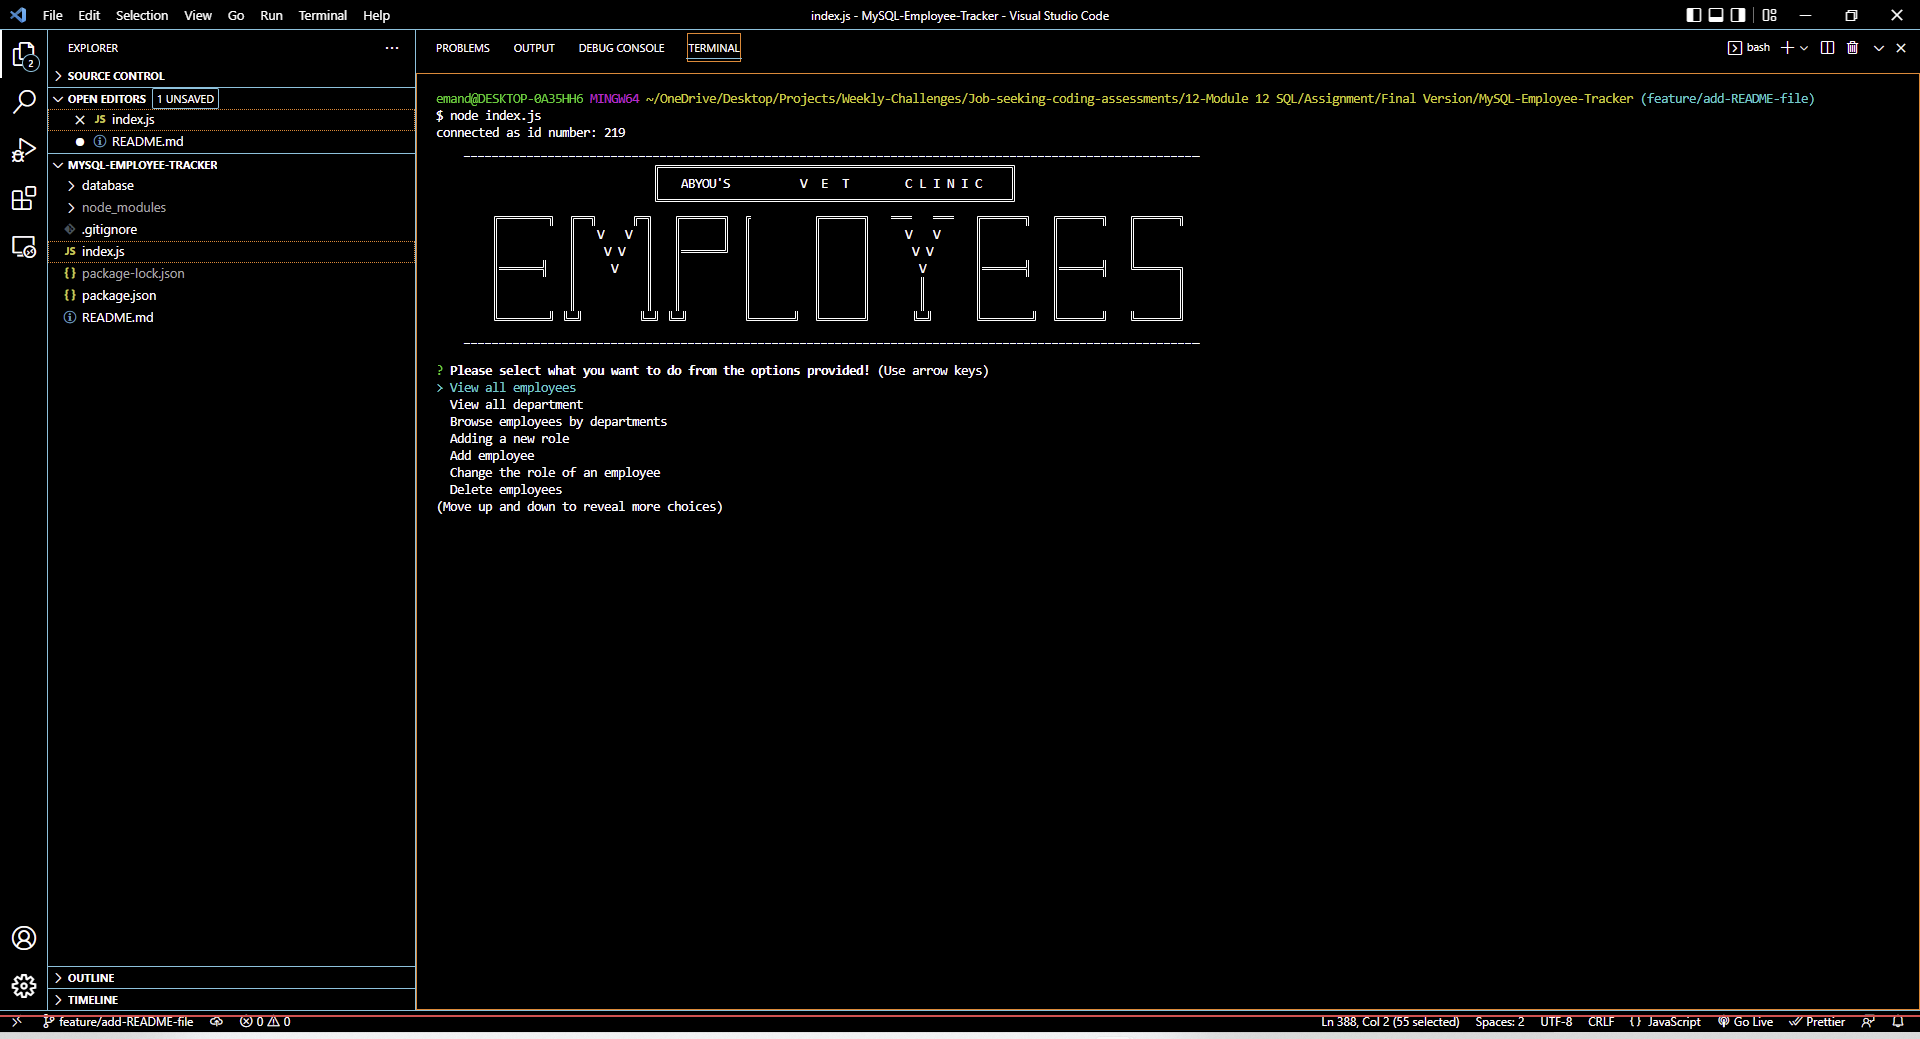 File Edit Selection View Go Run Terminal Help
index.js - MySQL-Employee-Tracker - Visual Studio Code
EXPLORER
SOURCE CONTROL
OPEN EDITORS 1 UNSAVED
JS index.js
README.md
MYSQL-EMPLOYEE-TRACKER
database
node_modules
.gitignore
JS index.js
{} package-lock.json
{} package.json
README.md
OUTLINE
TIMELINE
2
PROBLEMS OUTPUT DEBUG CONSOLE TERMINAL
bash
emand@DESKTOP-0A35HH6 MINGW64 ~/OneDrive/Desktop/Projects/Weekly-Challenges/Job-seeking-coding-assessments/12-Module 12 SQL/Assignment/Final Version/MySQL-Employee-Tracker (feature/add-README-file)
$ node index.js
connected as id number: 219
ABYOU'S V E T C L I N I C
EMPLOYEES
? Please select what you want to do from the options provided! (Use arrow keys)
> View all employees
View all department
Browse employees by departments
Adding a new role
Add employee
Change the role of an employee
Delete employees
(Move up and down to reveal more choices)
feature/add-README-file 0 0
Ln 388, Col 2 (55 selected) Spaces: 2 UTF-8 CRLF {} JavaScript Go Live Prettier